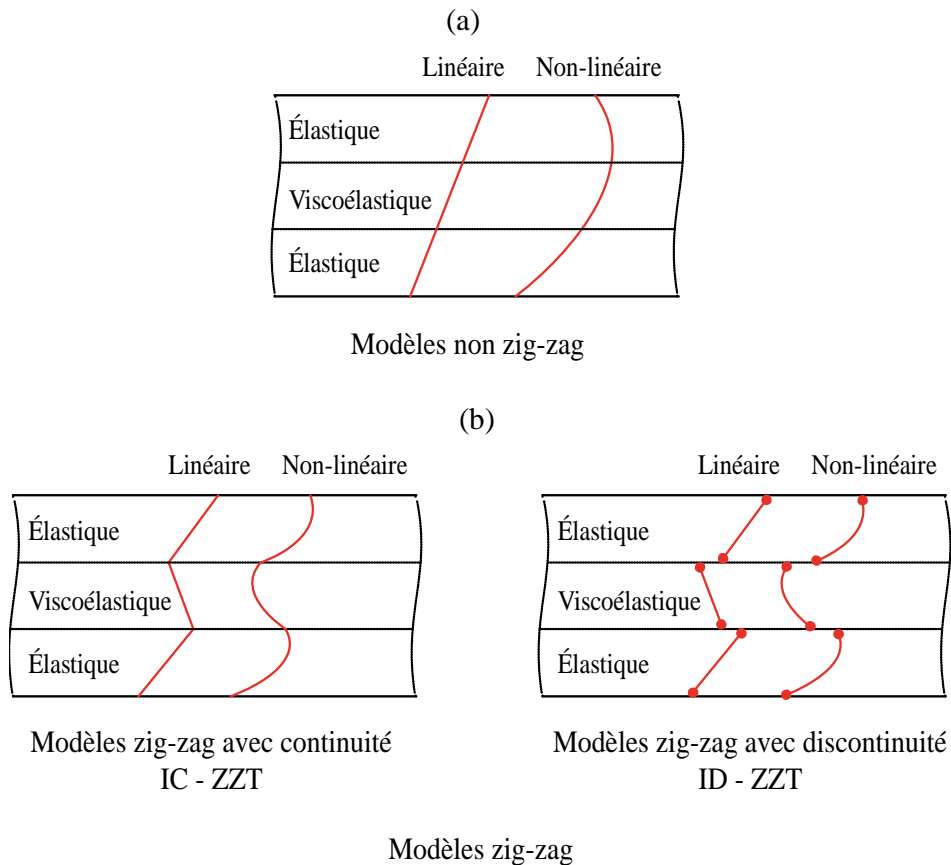 (a)
Linéaire Non-linéaire
Élastique
Viscoélastique
Élastique
Modèles non zig-zag
(b)
Linéaire Non-linéaire
Élastique
Viscoélastique
Élastique
Modèles zig-zag avec continuité
IC - ZZT
Linéaire Non-linéaire
Élastique
Viscoélastique
Élastique
Modèles zig-zag avec discontinuité
ID - ZZT
Modèles zig-zag